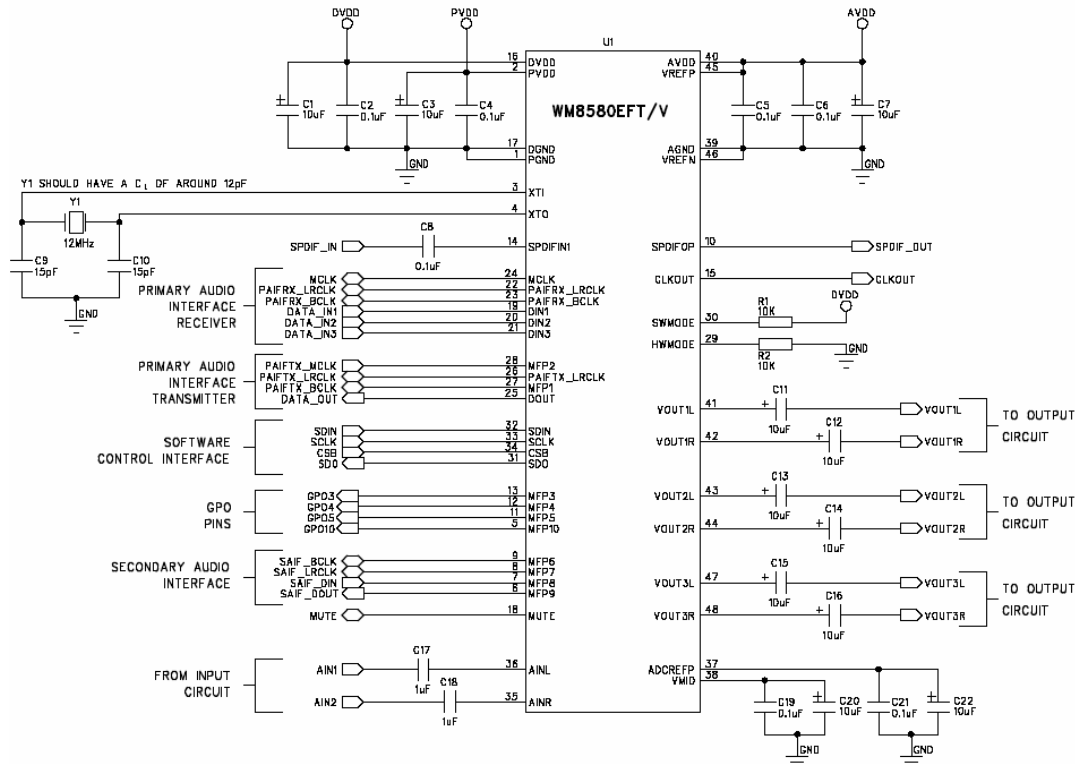 DVDD
PVDD
AVDD
U1
WM8580EFT/V
16 DVDD
2 PVDD
17 DGND
1 PGND
AVDD 40
VREFP 45
AGND 39
VREFN 46
C1
10uF
C2
0.1uF
C3
10uF
C4
0.1uF
C5
0.1uF
C6
0.1uF
C7
10uF
GND
GND
Y1 SHOULD HAVE A CL OF AROUND 12pF
3 XTI
4 XTO
Y1
12MHz
C9
15pF
C10
15pF
GND
SPDIF_IN
C8
0.1uF
14 SPDIFIN1
SPDIFOP 10
SPDIF_OUT
CLKOUT 15
CLKOUT
PRIMARY AUDIO
INTERFACE
RECEIVER
MCLK 24 MCLK
PAIFRX_LRCLK 22 PAIFRX_LRCLK
PAIFRX_BCLK 23 PAIFRX_BCLK
DATA_IN1 19 DIN1
DATA_IN2 20 DIN2
DATA_IN3 21 DIN3
DVDD
R1
10K
SWMODE 30
HWMODE 29
R2
10K
GND
PRIMARY AUDIO
INTERFACE
TRANSMITTER
PAIFTX_MCLK 28 MFP2
PAIFTX_LRCLK 26 PAIFTX_LRCLK
PAIFTX_BCLK 27 MFP1
DATA_OUT 25 DOUT
SOFTWARE
CONTROL INTERFACE
SDIN 32 SDIN
SCLK 33 SCLK
CSB 34 CSB
SDO 31 SDO
GPO
PINS
GPO3 13 MFP3
GPO4 12 MFP4
GPO5 11 MFP5
GPO10 5 MFP10
SECONDARY AUDIO
INTERFACE
SAIF_BCLK 9 MFP6
SAIF_LRCLK 8 MFP7
SAIF_DIN 7 MFP8
SAIF_DOUT 6 MFP9
MUTE 18 MUTE
FROM INPUT
CIRCUIT
AIN1
C17
1uF
36 AINL
AIN2
C18
1uF
35 AINR
VOUT1L 41
C11
10uF
VOUT1L
VOUT1R 42
C12
10uF
VOUT1R
TO OUTPUT
CIRCUIT
VOUT2L 43
C13
10uF
VOUT2L
VOUT2R 44
C14
10uF
VOUT2R
TO OUTPUT
CIRCUIT
VOUT3L 47
C15
10uF
VOUT3L
VOUT3R 48
C16
10uF
VOUT3R
TO OUTPUT
CIRCUIT
ADCREFP 37
VMID 38
C19
0.1uF
C20
10uF
C21
0.1uF
C22
10uF
GND
GND